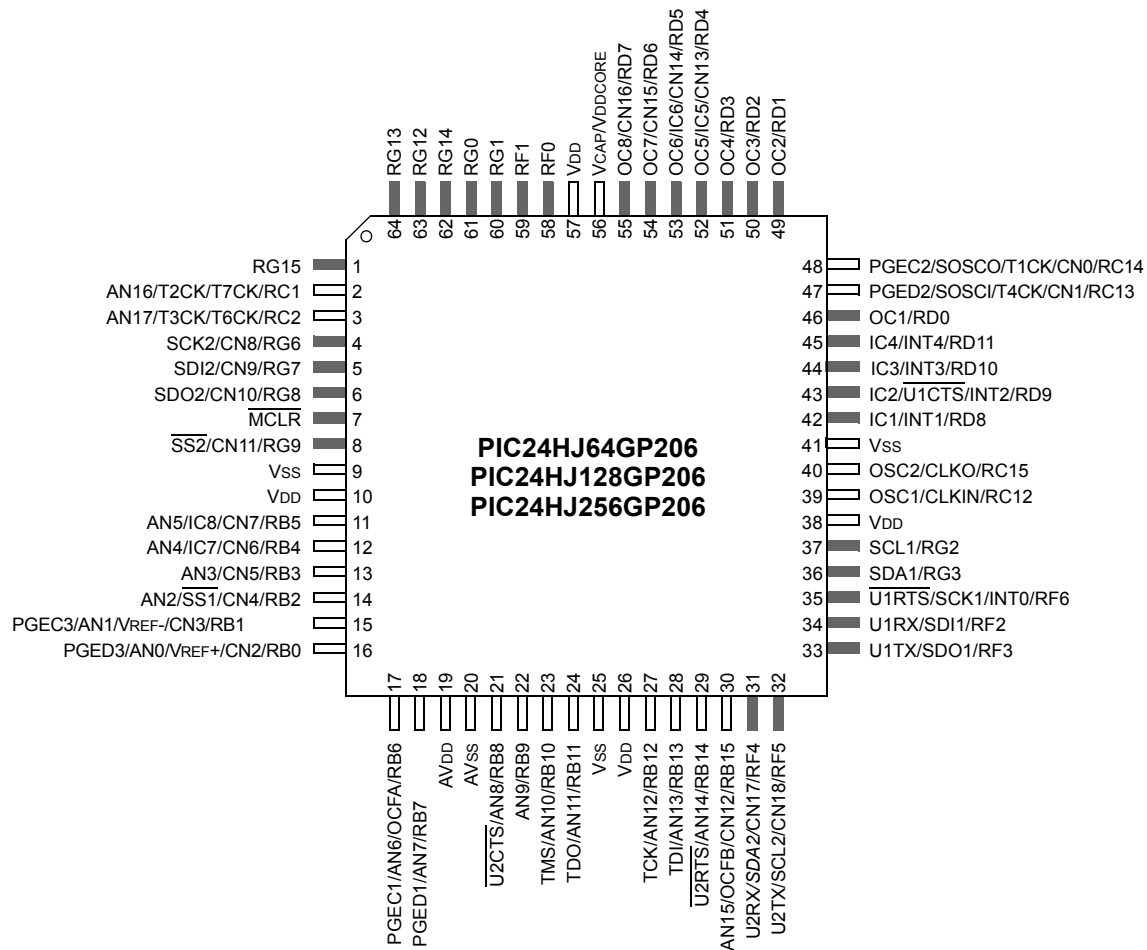 RG13
RG12
RG14
RG0
RG1
RF1
RF0
VDD
VCAP/VDDCORE
OC8/CN16/RD7
OC7/CN15/RD6
OC6/IC6/CN14/RD5
OC5/IC5/CN13/RD4
OC4/RD3
OC3/RD2
OC2/RD1
64 63 62 61 60 59 58 57 56 55 54 53 52 51 50 49
RG15 1
AN16/T2CK/T7CK/RC1 2
AN17/T3CK/T6CK/RC2 3
SCK2/CN8/RG6 4
SDI2/CN9/RG7 5
SDO2/CN10/RG8 6
MCLR 7
SS2/CN11/RG9 8
VSS 9
VDD 10
AN5/IC8/CN7/RB5 11
AN4/IC7/CN6/RB4 12
AN3/CN5/RB3 13
AN2/SS1/CN4/RB2 14
PGEC3/AN1/VREF-/CN3/RB1 15
PGED3/AN0/VREF+/CN2/RB0 16
PIC24HJ64GP206
PIC24HJ128GP206
PIC24HJ256GP206
48 PGEC2/SOSCO/T1CK/CN0/RC14
47 PGED2/SOSCI/T4CK/CN1/RC13
46 OC1/RD0
45 IC4/INT4/RD11
44 IC3/INT3/RD10
43 IC2/U1CTS/INT2/RD9
42 IC1/INT1/RD8
41 VSS
40 OSC2/CLKO/RC15
39 OSC1/CLKIN/RC12
38 VDD
37 SCL1/RG2
36 SDA1/RG3
35 U1RTS/SCK1/INT0/RF6
34 U1RX/SDI1/RF2
33 U1TX/SDO1/RF3
17 18 19 20 21 22 23 24 25 26 27 28 29 30 31 32
PGEC1/AN6/OCFA/RB6
PGED1/AN7/RB7
AVDD
AVSS
U2CTS/AN8/RB8
AN9/RB9
TMS/AN10/RB10
TDO/AN11/RB11
VSS
VDD
TCK/AN12/RB12
TDI/AN13/RB13
U2RTS/AN14/RB14
AN15/OCFB/CN12/RB15
U2RX/SDA2/CN17/RF4
U2TX/SCL2/CN18/RF5